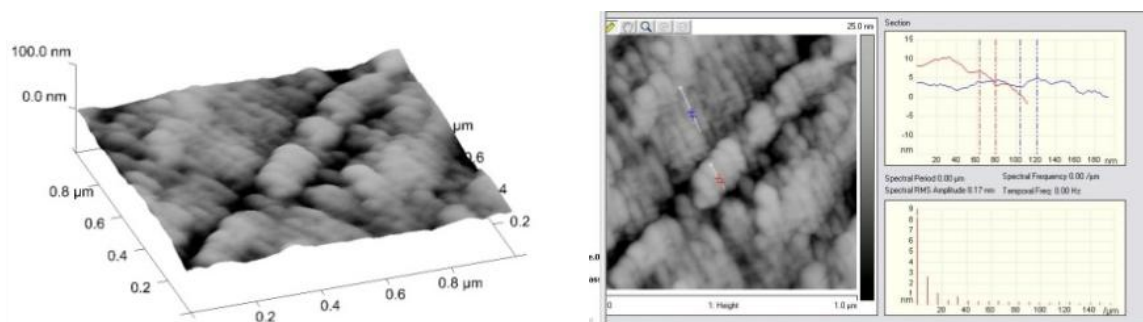 100.0 nm
0.0 nm
µm
0.6
4
0.2
0.8 µm
0.6
0.4
0.2
0.2
0.4
0.6
0.8
25.0 nm
0
1: Height
1.0 µm
Section
15
10
5
0
-5
-10
nm
20 40 60 80 100 120 140 160 180
Spectral Period 0.00 µm
Spectral Frequency 0.00 /µm
Spectral RMS Amplitude 8.17 nm
Temporal Freq: 0.00 Hz
9
8
7
6
5
4
3
2
1
nm
20 40 60 80 100 120 140 /µm